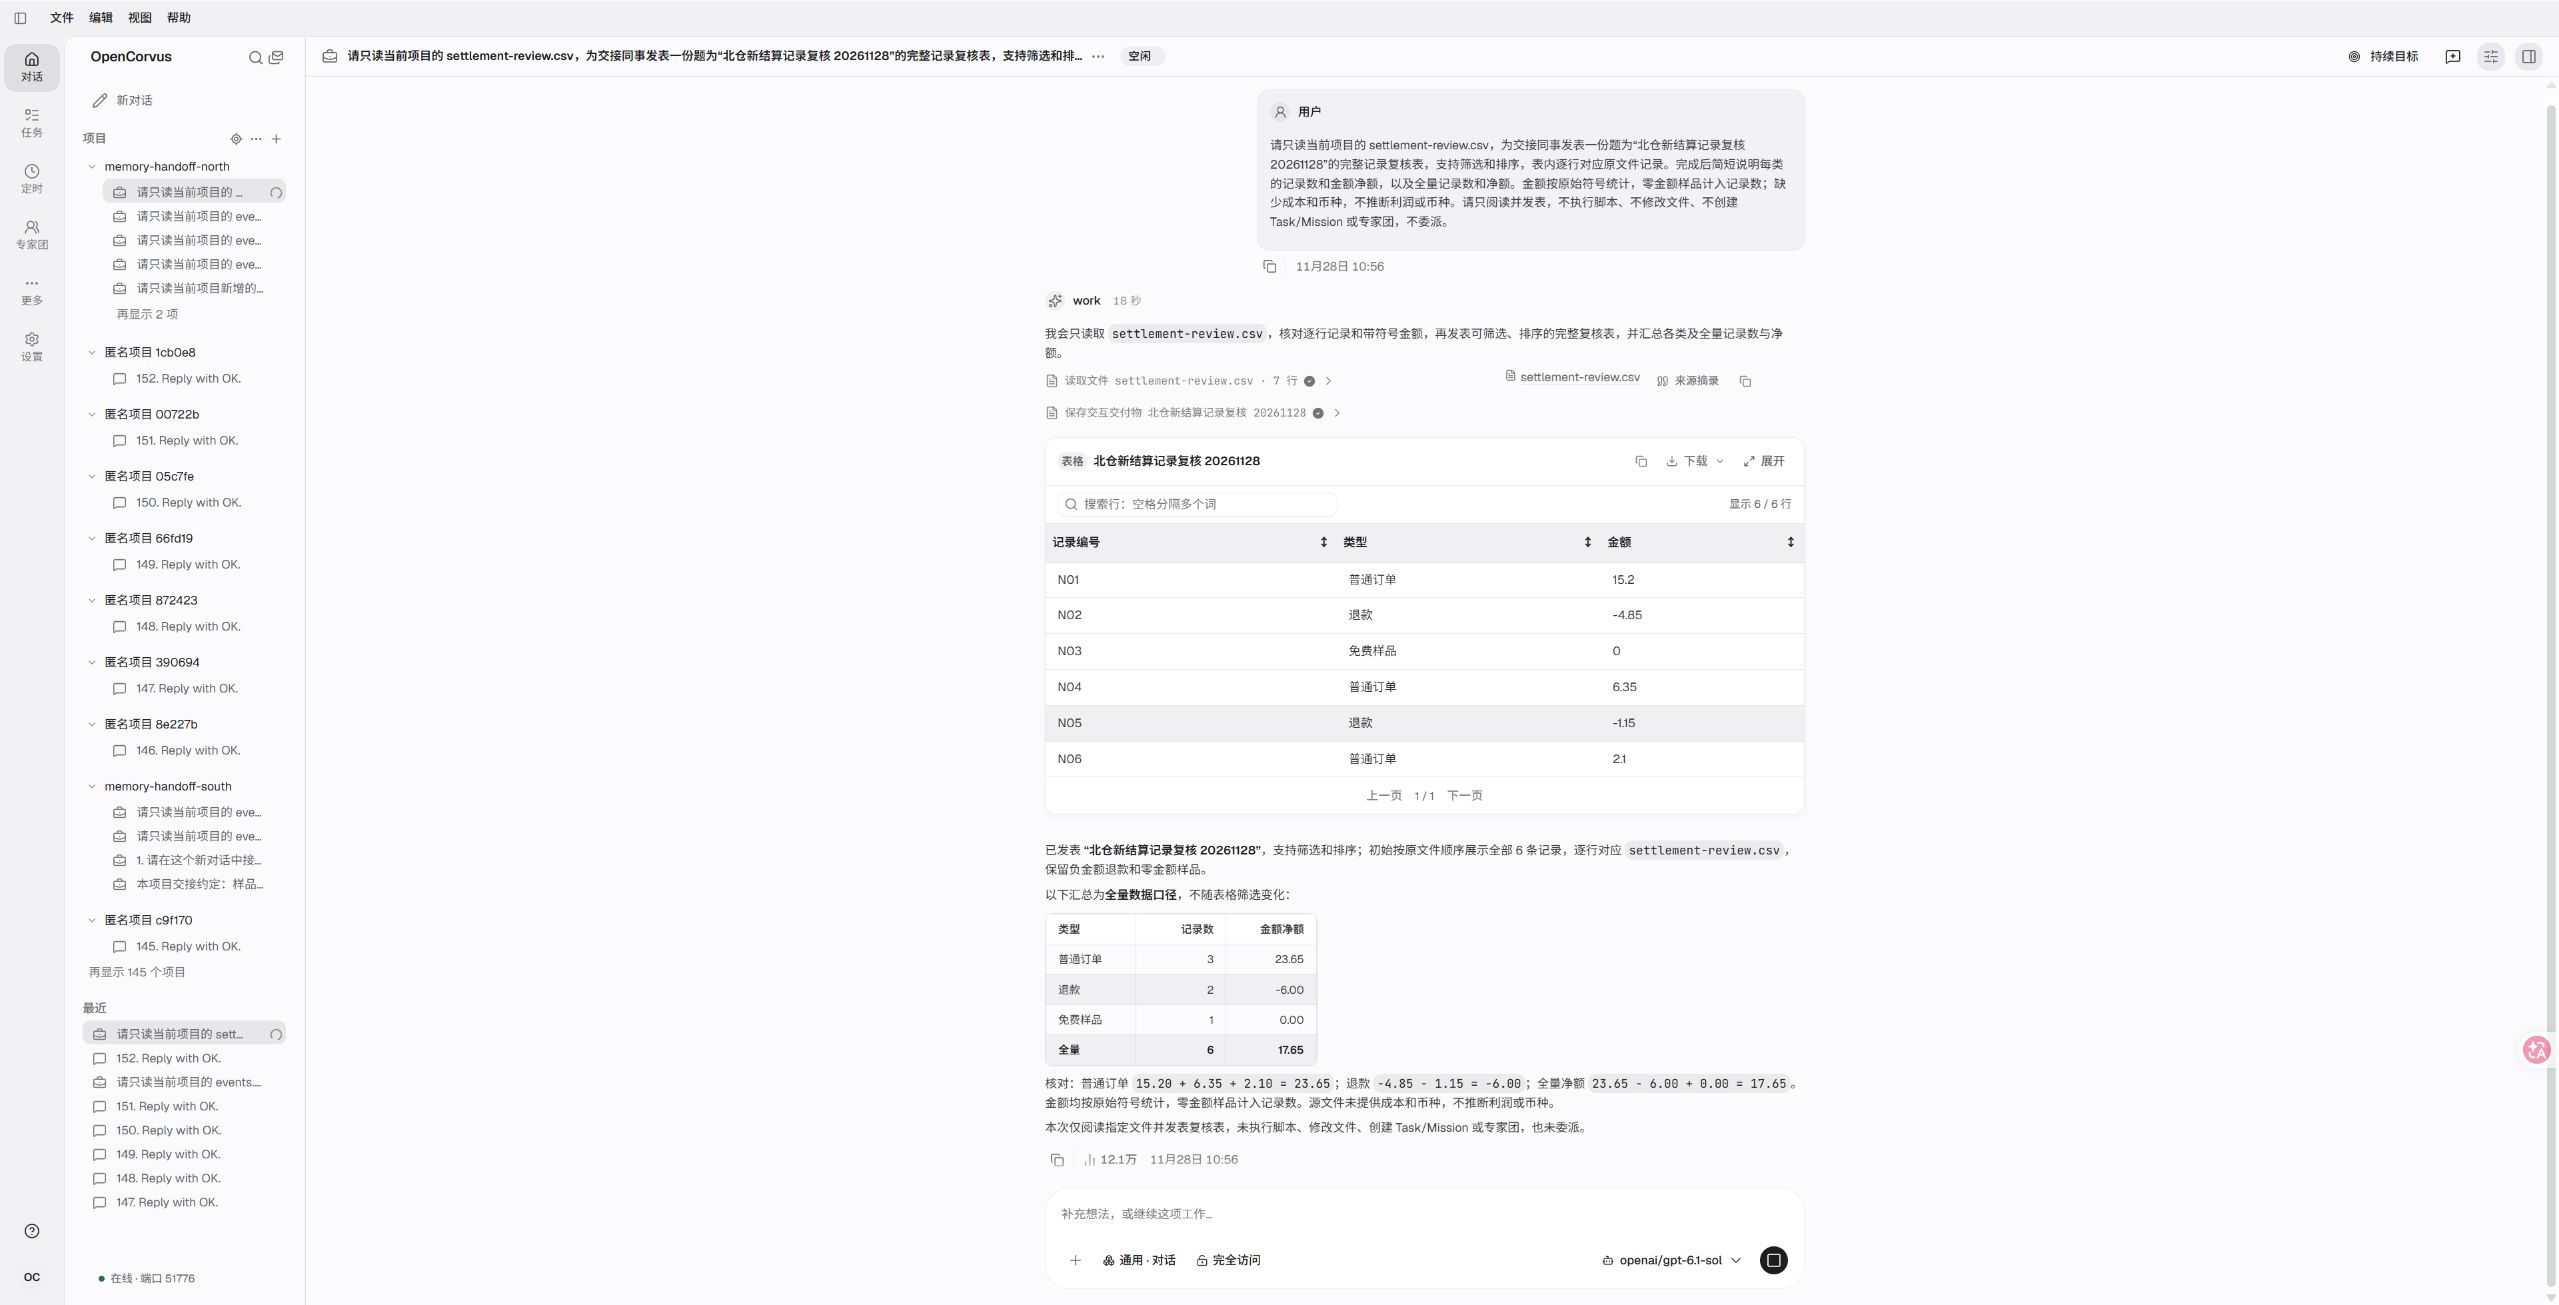 文件 编辑 视图 帮助
对话
任务
定时
专家团
更多
设置
OC
OpenCorvus
新对话
项目
memory-handoff-north
请只读当前项目的 ...
请只读当前项目的 eve...
请只读当前项目的 eve...
请只读当前项目的 eve...
请只读当前项目新增的...
再显示 2 项
匿名项目 1cb0e8
152. Reply with OK.
匿名项目 00722b
151. Reply with OK.
匿名项目 05c7fe
150. Reply with OK.
匿名项目 66fd19
149. Reply with OK.
匿名项目 872423
148. Reply with OK.
匿名项目 390694
147. Reply with OK.
匿名项目 8e227b
146. Reply with OK.
memory-handoff-south
请只读当前项目的 eve...
请只读当前项目的 eve...
1. 请在这个新对话中接...
本项目交接约定：样品...
匿名项目 c9f170
145. Reply with OK.
再显示 145 个项目
最近
请只读当前项目的 sett...
152. Reply with OK.
请只读当前项目的 events....
151. Reply with OK.
150. Reply with OK.
149. Reply with OK.
148. Reply with OK.
147. Reply with OK.
在线 · 端口 51776
请只读当前项目的 settlement-review.csv，为交接同事发表一份题为“北仓新结算记录复核 20261128”的完整记录复核表，支持筛选和排... ... 空闲
持续目标
用户
请只读当前项目的 settlement-review.csv，为交接同事发表一份题为“北仓新结算记录复核
20261128”的完整记录复核表，支持筛选和排序，表内逐行对应原文件记录。完成后简短说明每类
的记录数和金额净额，以及全量记录数和净额。金额按原始符号统计，零金额样品计入记录数；缺
少成本和币种，不推断利润或币种。请只阅读并发表，不执行脚本、不修改文件、不创建
Task/Mission 或专家团，不委派。
11月28日 10:56
work 18 秒
我会只读取 settlement-review.csv，核对逐行记录和带符号金额，再发表可筛选、排序的完整复核表，并汇总各类及全量记录数与净
额。
读取文件 settlement-review.csv · 7 行 settlement-review.csv 来源摘录
保存交互交付物 北仓新结算记录复核 20261128
表格 北仓新结算记录复核 20261128 下载 展开
搜索行：空格分隔多个词 显示 6 / 6 行
记录编号 类型 金额
N01 普通订单 15.2
N02 退款 -4.85
N03 免费样品 0
N04 普通订单 6.35
N05 退款 -1.15
N06 普通订单 2.1
上一页 1 / 1 下一页
已发表 “北仓新结算记录复核 20261128”，支持筛选和排序；初始按原文件顺序展示全部 6 条记录，逐行对应 settlement-review.csv，
保留负金额退款和零金额样品。
以下汇总为全量数据口径，不随表格筛选变化：
类型 记录数 金额净额
普通订单 3 23.65
退款 2 -6.00
免费样品 1 0.00
全量 6 17.65
核对：普通订单 15.20 + 6.35 + 2.10 = 23.65；退款 -4.85 - 1.15 = -6.00；全量净额 23.65 - 6.00 + 0.00 = 17.65。
金额均按原始符号统计，零金额样品计入记录数。源文件未提供成本和币种，不推断利润或币种。
本次仅阅读指定文件并发表复核表，未执行脚本、修改文件、创建 Task/Mission 或专家团，也未委派。
12.1万 11月28日 10:56
补充想法，或继续这项工作...
通用 · 对话 完全访问 openai/gpt-6.1-sol